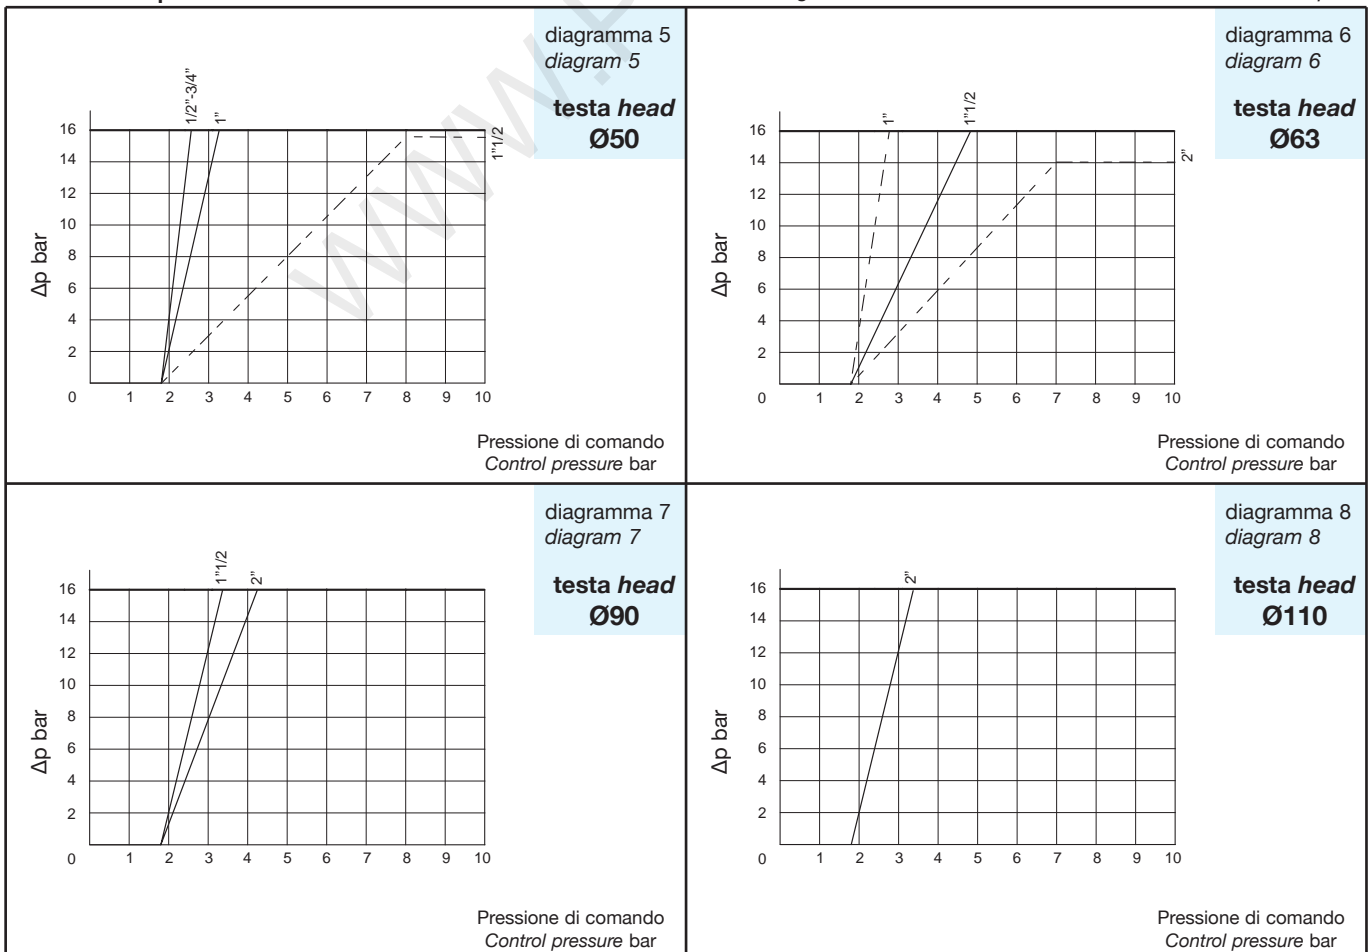 diagramma 5
diagram 5
testa head
Ø50
1/2"-3/4"
1"
1"1/2
16
14
12
10
8
6
4
2
0
Δp bar
1 2 3 4 5 6 7 8 9 10
Pressione di comando
Control pressure bar
diagramma 6
diagram 6
testa head
Ø63
1"
1"1/2
2"
16
14
12
10
8
6
4
2
0
Δp bar
1 2 3 4 5 6 7 8 9 10
Pressione di comando
Control pressure bar
diagramma 7
diagram 7
testa head
Ø90
1"1/2
2"
16
14
12
10
8
6
4
2
0
Δp bar
1 2 3 4 5 6 7 8 9 10
Pressione di comando
Control pressure bar
diagramma 8
diagram 8
testa head
Ø110
2"
16
14
12
10
8
6
4
2
0
Δp bar
1 2 3 4 5 6 7 8 9 10
Pressione di comando
Control pressure bar
www.